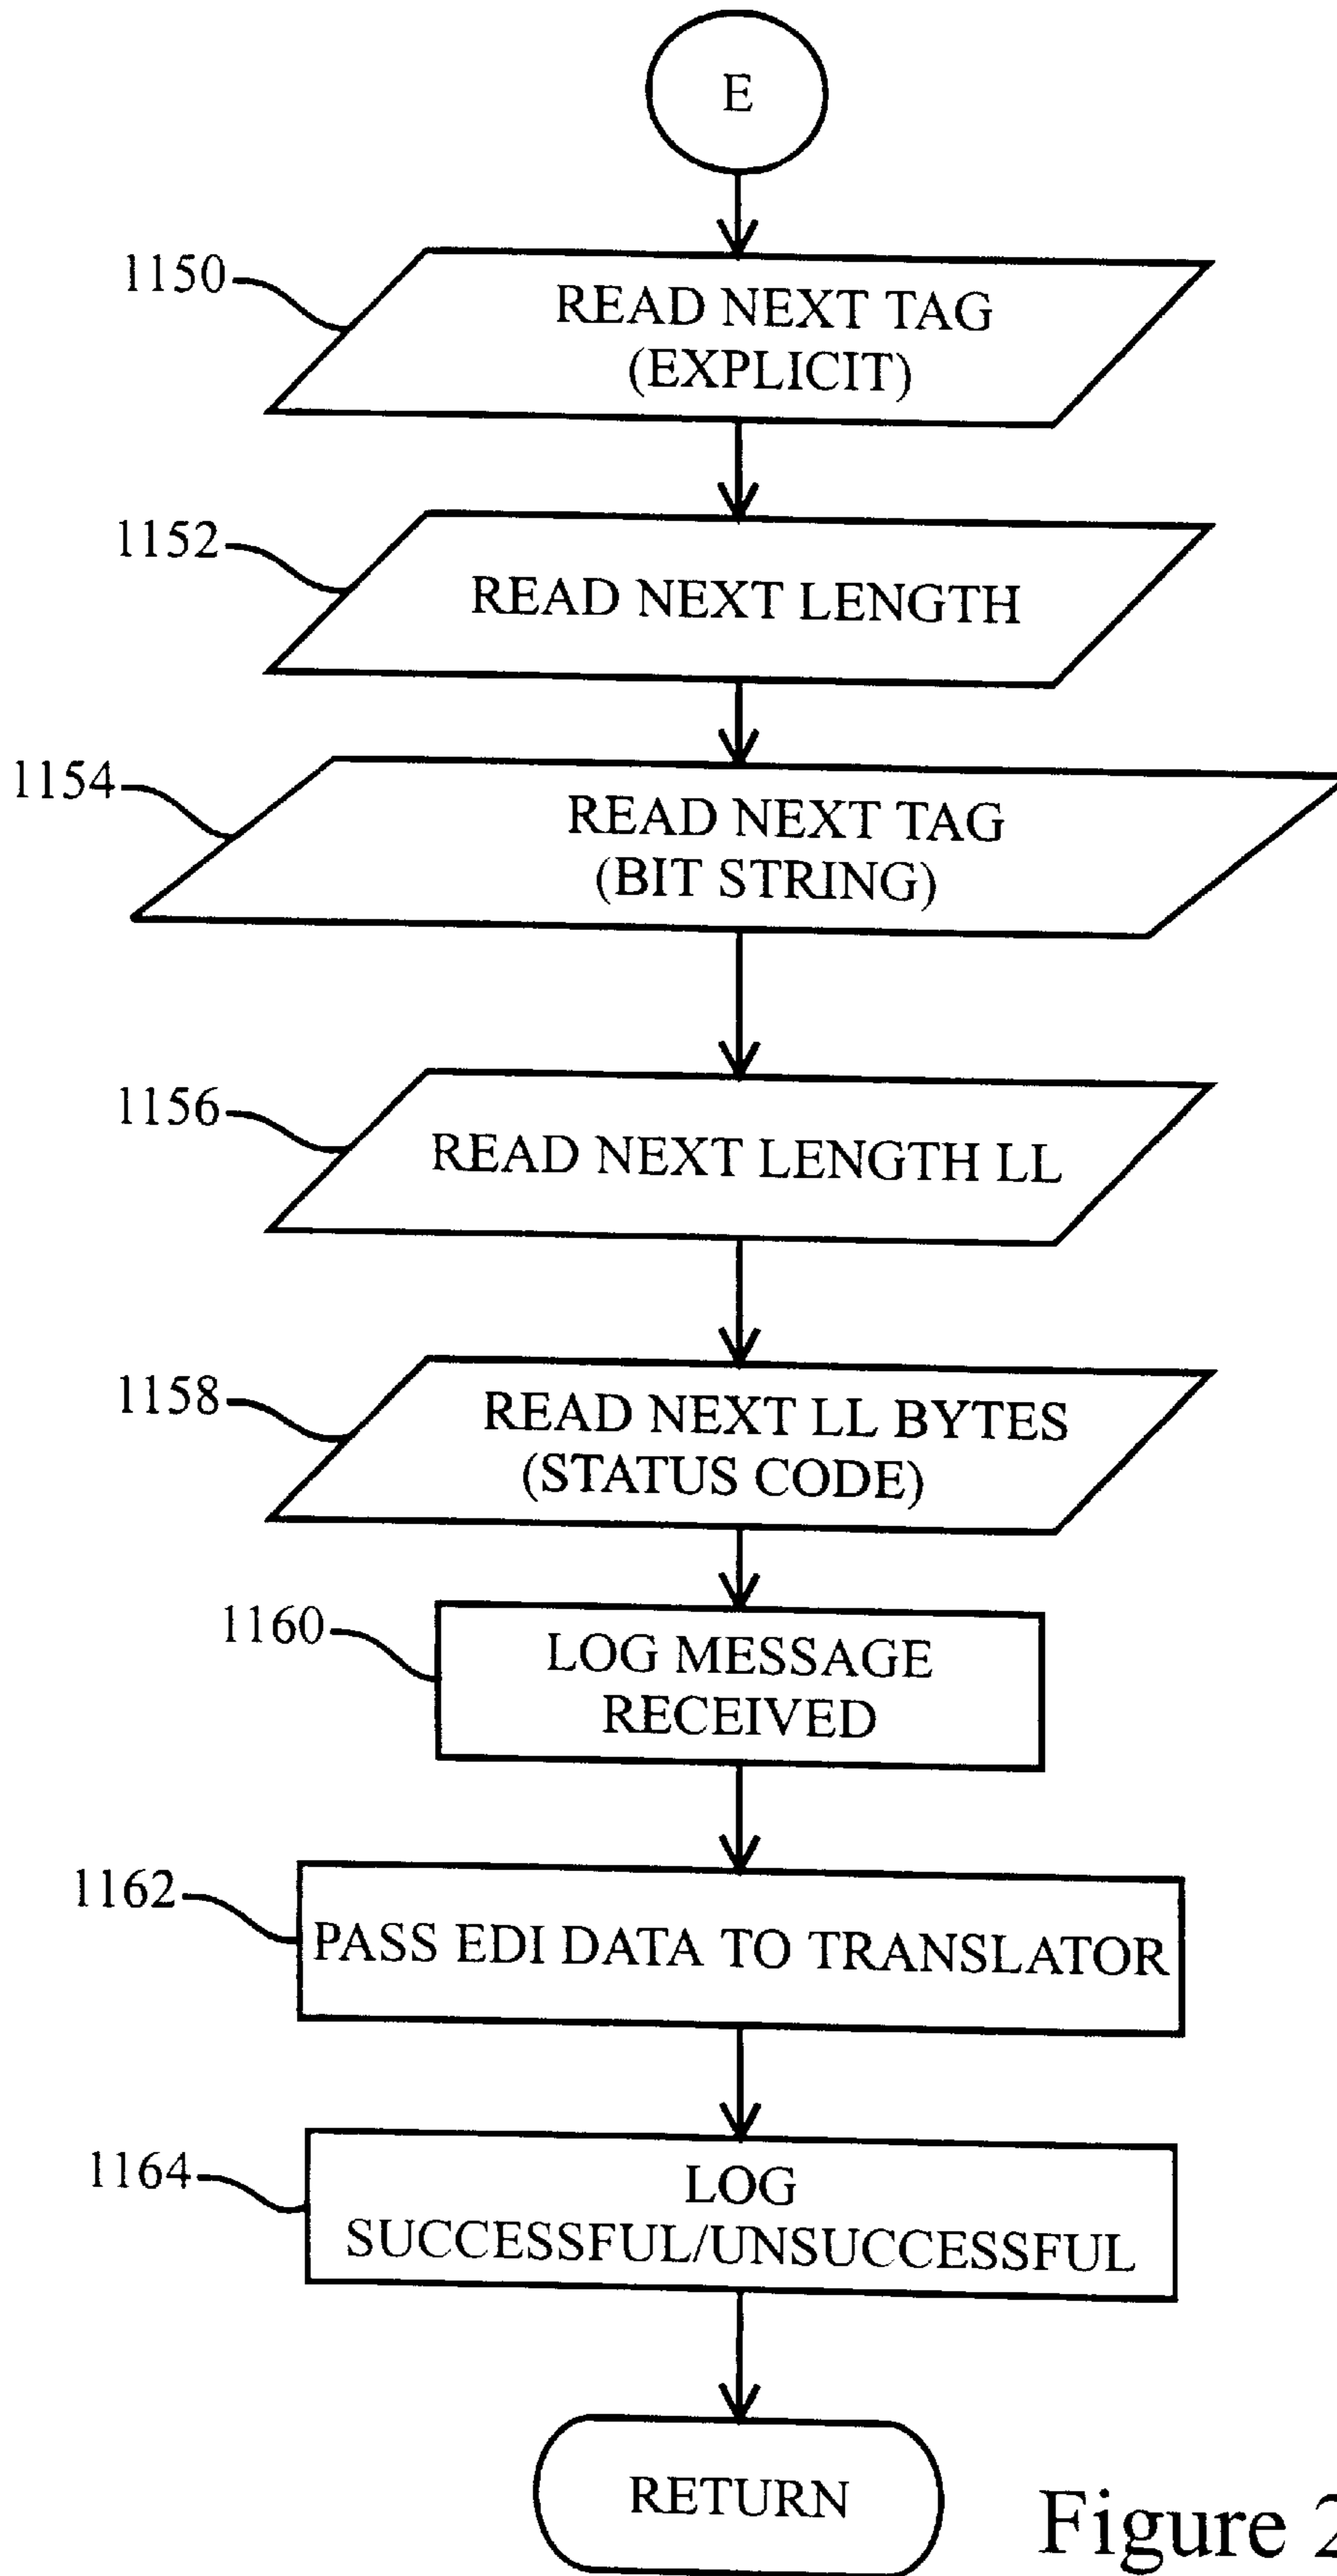 E
1150
READ NEXT TAG
(EXPLICIT)
1152
READ NEXT LENGTH
1154
READ NEXT TAG
(BIT STRING)
1156
READ NEXT LENGTH LL
1158
READ NEXT LL BYTES
(STATUS CODE)
1160
LOG MESSAGE
RECEIVED
1162
PASS EDI DATA TO TRANSLATOR
1164
LOG
SUCCESSFUL/UNSUCCESSFUL
RETURN
Figure 2